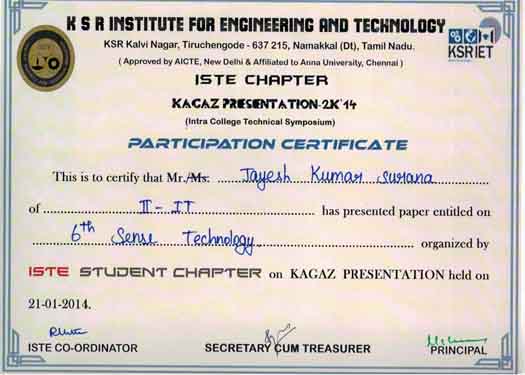 K S R INSTITUTE FOR ENGINEERING AND TECHNOLOGY
KSR Kalvi Nagar, Tiruchengode - 637 215, Namakkal (Dt), Tamil Nadu.
( Approved by AICTE, New Delhi & Affiliated to Anna University, Chennai )
KSRIET
ISTE CHAPTER
KAGAZ PRESENTATION-2K'14
(Intra College Technical Symposium)
PARTICIPATION CERTIFICATE
This is to certify that Mr./Ms. Jayesh Kumar Surana
of II - IT has presented paper entitled on
6th Sense Technology organized by
ISTE STUDENT CHAPTER on KAGAZ PRESENTATION held on
21-01-2014.
ISTE CO-ORDINATOR SECRETARY CUM TREASURER PRINCIPAL